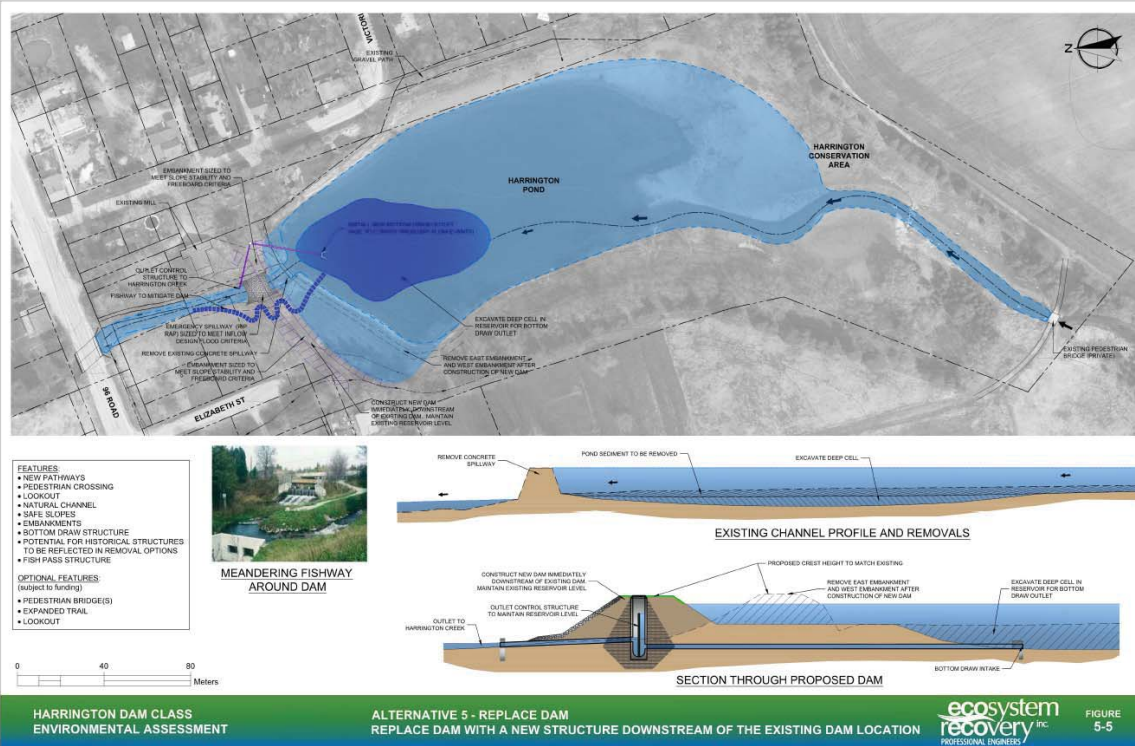 VICTORI
EXISTING
GRAVEL PATH
Z
HARRINGTON
CONSERVATION
AREA
HARRINGTON
POND
EMBANKMENT SIZED TO
MEET SLOPE STABILITY AND
FREEBOARD CRITERIA
EXISTING MILL
OUTLET CONTROL
STRUCTURE TO
HARRINGTON CREEK
FISHWAY TO MITIGATE DAM
EMERGENCY SPILLWAY (RIP
RAP) SIZED TO MEET INFLOW
DESIGN FLOOD CRITERIA
REMOVE EXISTING CONCRETE SPILLWAY
EMBANKMENT SIZED TO
MEET SLOPE STABILITY AND
FREEBOARD CRITERIA
EXCAVATE DEEP CELL
IN RESERVOIR FOR BOTTOM
DRAW OUTLET
REMOVE EAST EMBANKMENT
AND WEST EMBANKMENT AFTER
CONSTRUCTION OF NEW DAM
CONSTRUCT NEW DAM
IMMEDIATELY DOWNSTREAM
OF EXISTING DAM. MAINTAIN
EXISTING RESERVOIR LEVEL
EXISTING PEDESTRIAN
BRIDGE (PRIVATE)
96 ROAD
ELIZABETH ST
FEATURES:
• NEW PATHWAYS
• PEDESTRIAN CROSSING
• LOOKOUT
• NATURAL CHANNEL
• SAFE SLOPES
• EMBANKMENTS
• BOTTOM DRAW STRUCTURE
• POTENTIAL FOR HISTORICAL STRUCTURES
TO BE REFLECTED IN REMOVAL OPTIONS
• FISH PASS STRUCTURE
OPTIONAL FEATURES:
(subject to funding)
• PEDESTRIAN BRIDGE(S)
• EXPANDED TRAIL
• LOOKOUT
0 40 80
Meters
MEANDERING FISHWAY
AROUND DAM
REMOVE CONCRETE
SPILLWAY
POND SEDIMENT TO BE REMOVED
EXCAVATE DEEP CELL
EXISTING CHANNEL PROFILE AND REMOVALS
CONSTRUCT NEW DAM IMMEDIATELY
DOWNSTREAM OF EXISTING DAM.
MAINTAIN EXISTING RESERVOIR LEVEL
OUTLET CONTROL STRUCTURE
TO MAINTAIN RESERVOIR LEVEL
OUTLET TO
HARRINGTON CREEK
PROPOSED CREST HEIGHT TO MATCH EXISTING
REMOVE EAST EMBANKMENT
AND WEST EMBANKMENT AFTER
CONSTRUCTION OF NEW DAM
EXCAVATE DEEP CELL IN
RESERVOIR FOR BOTTOM
DRAW OUTLET
BOTTOM DRAW INTAKE
SECTION THROUGH PROPOSED DAM
HARRINGTON DAM CLASS
ENVIRONMENTAL ASSESSMENT
ALTERNATIVE 5 - REPLACE DAM
REPLACE DAM WITH A NEW STRUCTURE DOWNSTREAM OF THE EXISTING DAM LOCATION
ecosystem
recovery inc.
PROFESSIONAL ENGINEERS
FIGURE
5-5